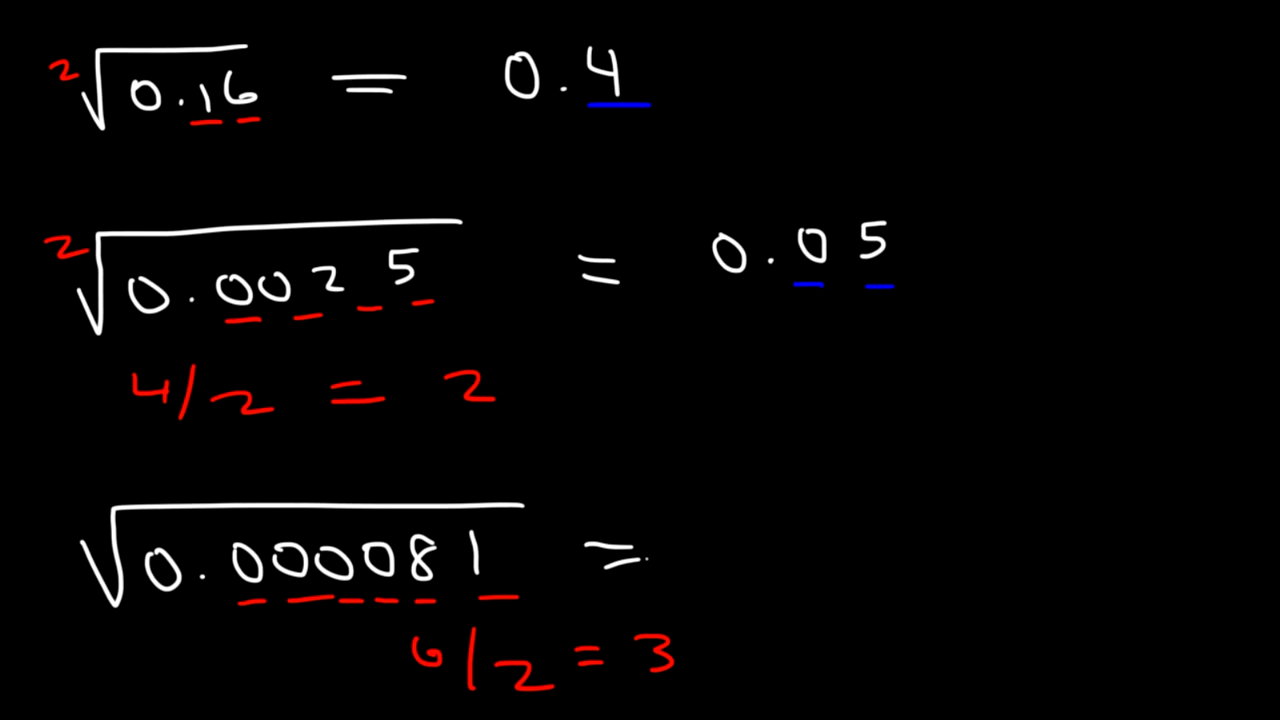 ²√0.16 = 0.4
²√0.0025 = 0.05
4/2 = 2
√0.000081 =
6/2 = 3